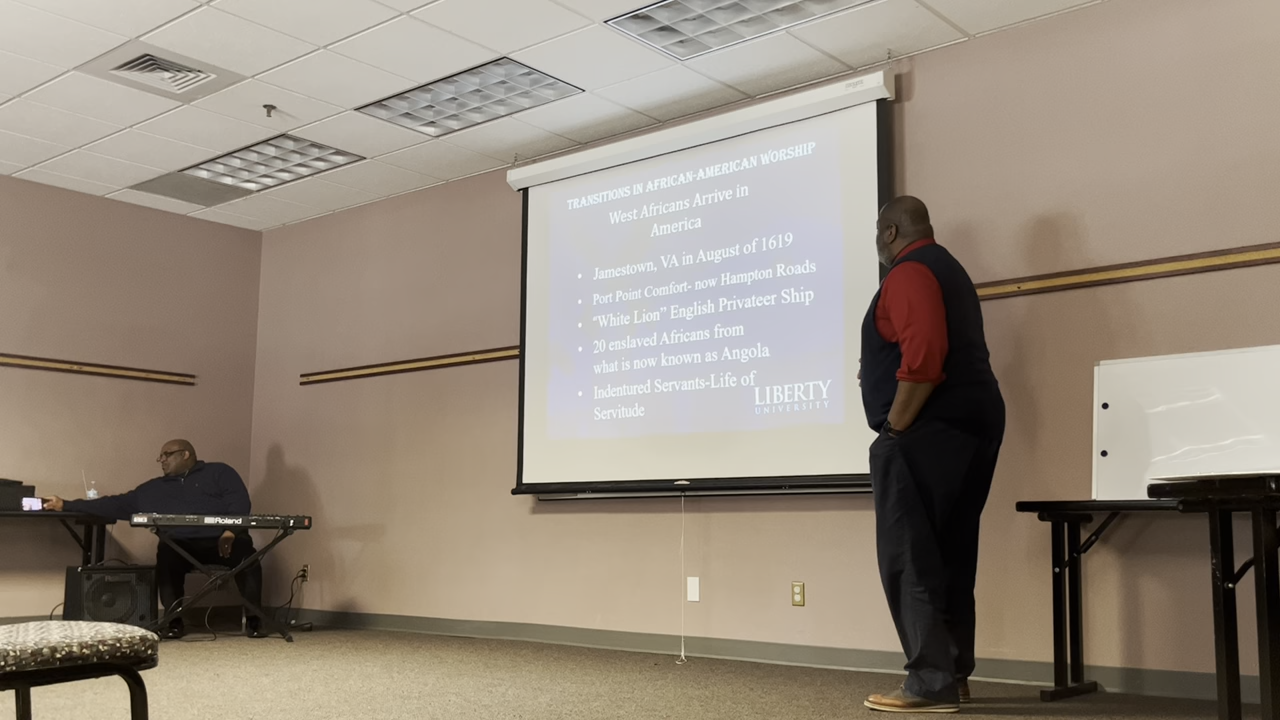 TRANSITIONS IN AFRICAN-AMERICAN WORSHIP
West Africans Arrive in
America
• Jamestown, VA in August of 1619
• Port Point Comfort- now Hampton Roads
• "White Lion" English Privateer Ship
• 20 enslaved Africans from
what is now known as Angola
• Indentured Servants-Life of
Servitude
LIBERTY
UNIVERSITY
Roland